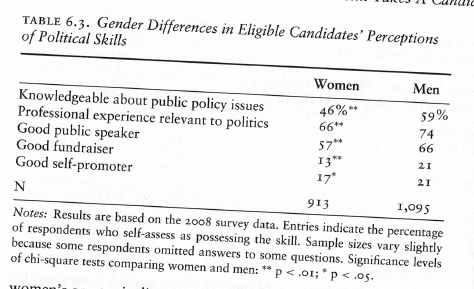 TABLE 6.3. Gender Differences in Eligible Candidates' Perceptions
of Political Skills
Women Men
Knowledgeable about public policy issues 46%** 59%
Professional experience relevant to politics 66** 74
Good public speaker 57** 66
Good fundraiser 13** 21
Good self-promoter 17* 21
N 913 1,095
Notes: Results are based on the 2008 survey data. Entries indicate the percentage
of respondents who self-assess as possessing the skill. Sample sizes vary slightly
because some respondents omitted answers to some questions. Significance levels
of chi-square tests comparing women and men: ** p < .01; * p < .05.